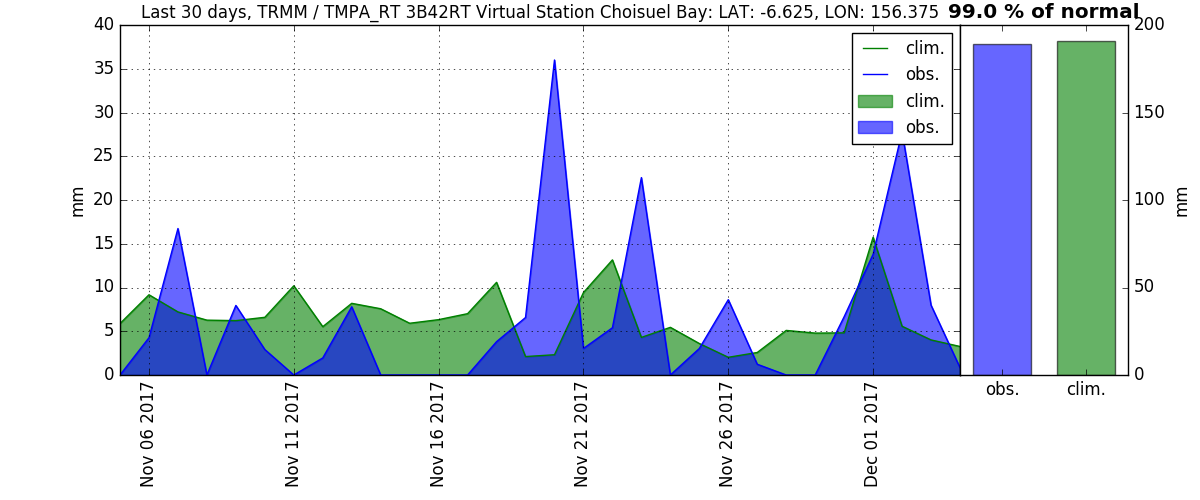 Last 30 days, TRMM / TMPA_RT 3B42RT Virtual Station Choisuel Bay: LAT: -6.625, LON: 156.375 99.0 % of normal
40
35
30
25
20
15
10
5
0
mm
clim.
obs.
clim.
obs.
200
150
100
50
0
mm
obs. clim.
Nov 06 2017
Nov 11 2017
Nov 16 2017
Nov 21 2017
Nov 26 2017
Dec 01 2017